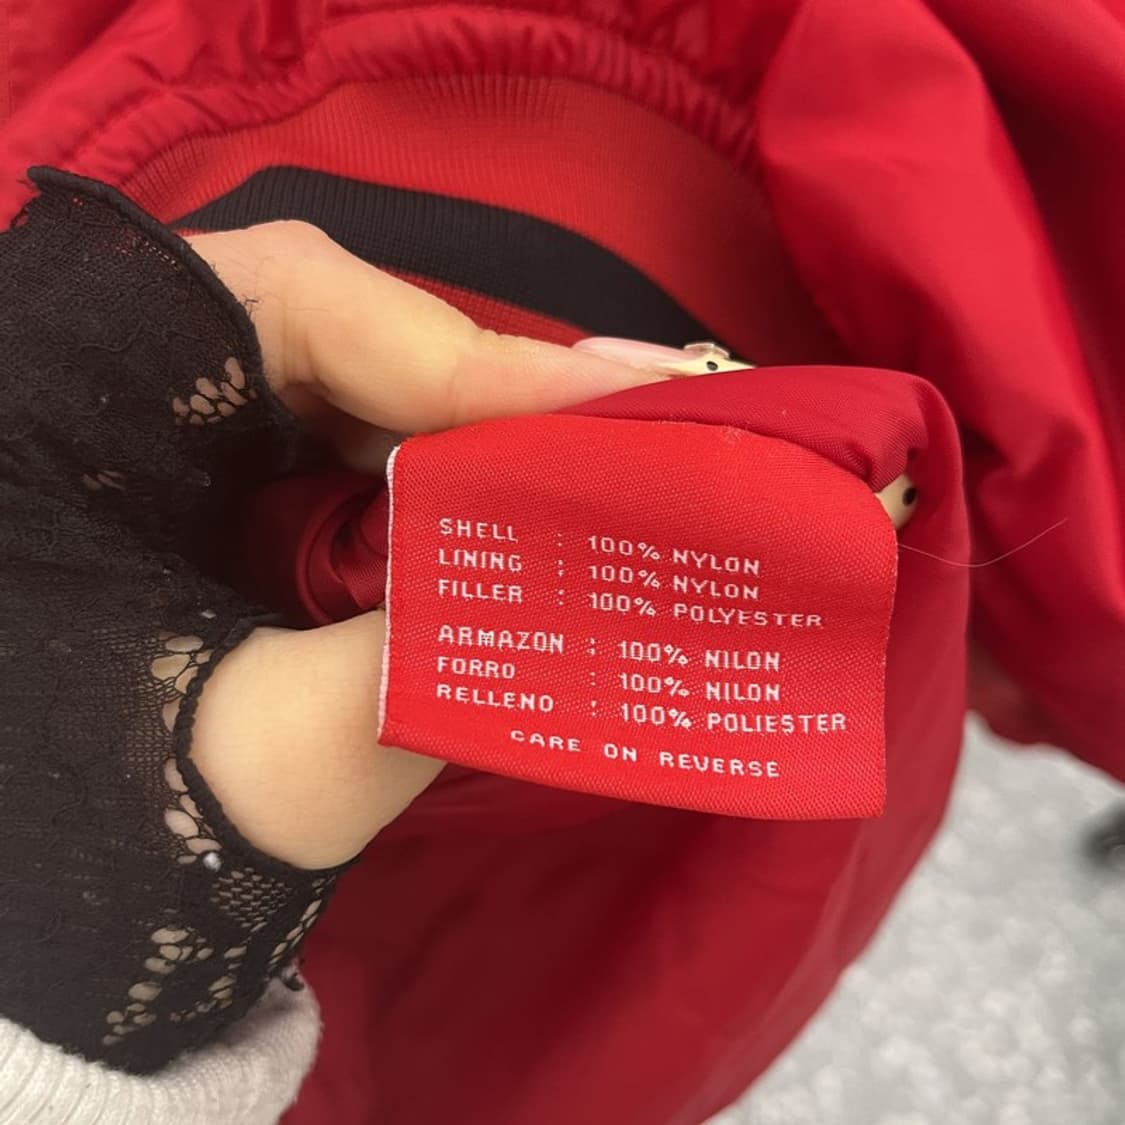 SHELL : 100% NYLON
LINING : 100% NYLON
FILLER : 100% POLYESTER
ARMAZON : 100% NILON
FORRO : 100% NILON
RELLENO : 100% POLIESTER
CARE ON REVERSE